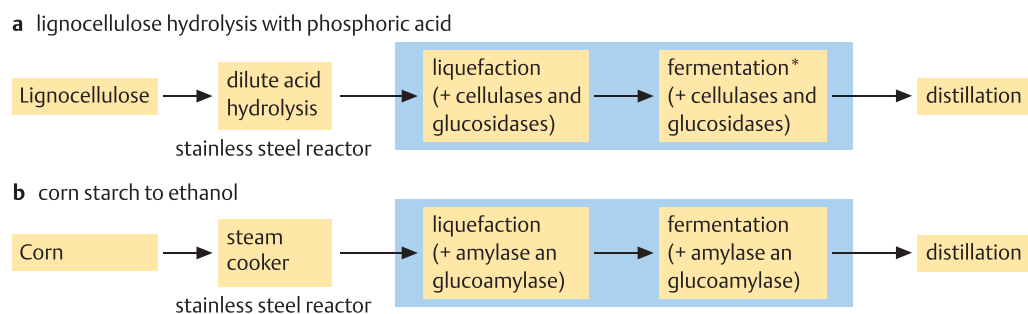 a lignocellulose hydrolysis with phosphoric acid
Lignocellulose
dilute acid
hydrolysis
stainless steel reactor
liquefaction
(+ cellulases and
glucosidases)
fermentation*
(+ cellulases and
glucosidases)
distillation
b corn starch to ethanol
Corn
steam
cooker
stainless steel reactor
liquefaction
(+ amylase an
glucoamylase)
fermentation
(+ amylase an
glucoamylase)
distillation